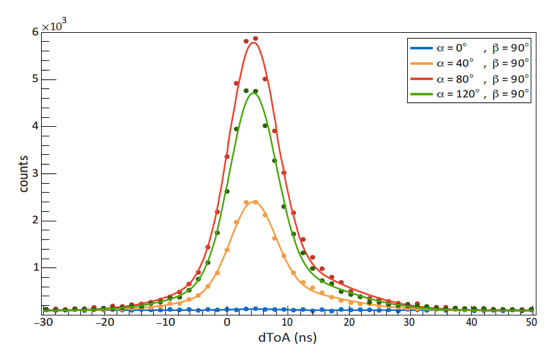 ×10³
6
5
4
3
2
1
counts
α = 0° , β = 90°
α = 40° , β = 90°
α = 80° , β = 90°
α = 120° , β = 90°
−30 −20 −10 0 10 20 30 40 50
dToA (ns)